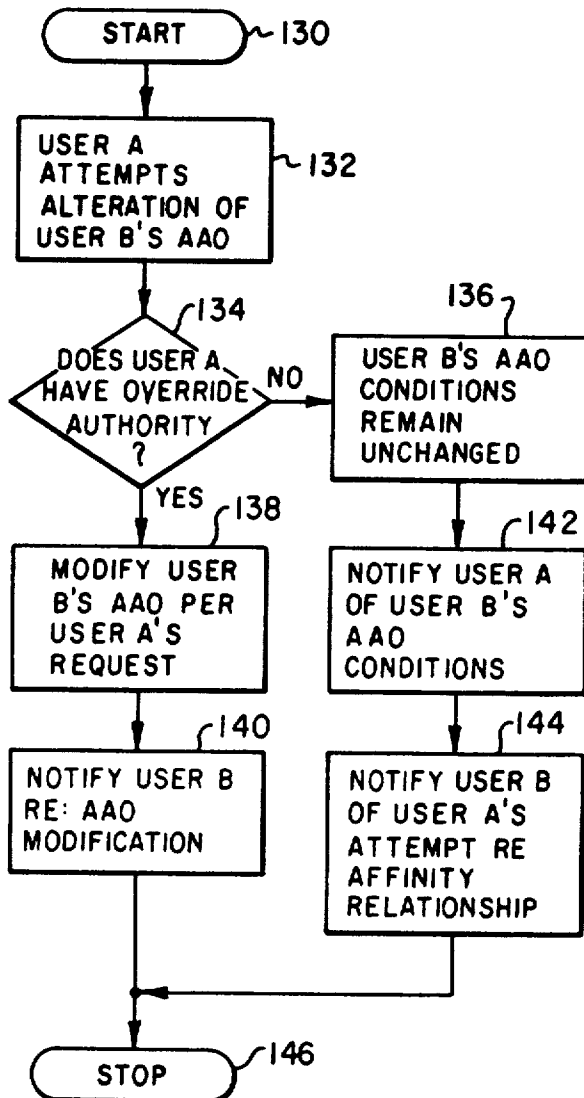 START
130
USER A
ATTEMPTS
ALTERATION OF
USER B'S AAO
132
134
DOES USER A
HAVE OVERRIDE
AUTHORITY
?
NO
YES
136
USER B'S AAO
CONDITIONS
REMAIN
UNCHANGED
138
MODIFY USER
B'S AAO PER
USER A'S
REQUEST
142
NOTIFY USER A
OF USER B'S
AAO
CONDITIONS
140
NOTIFY USER B
RE: AAO
MODIFICATION
144
NOTIFY USER B
OF USER A'S
ATTEMPT RE
AFFINITY
RELATIONSHIP
STOP
146